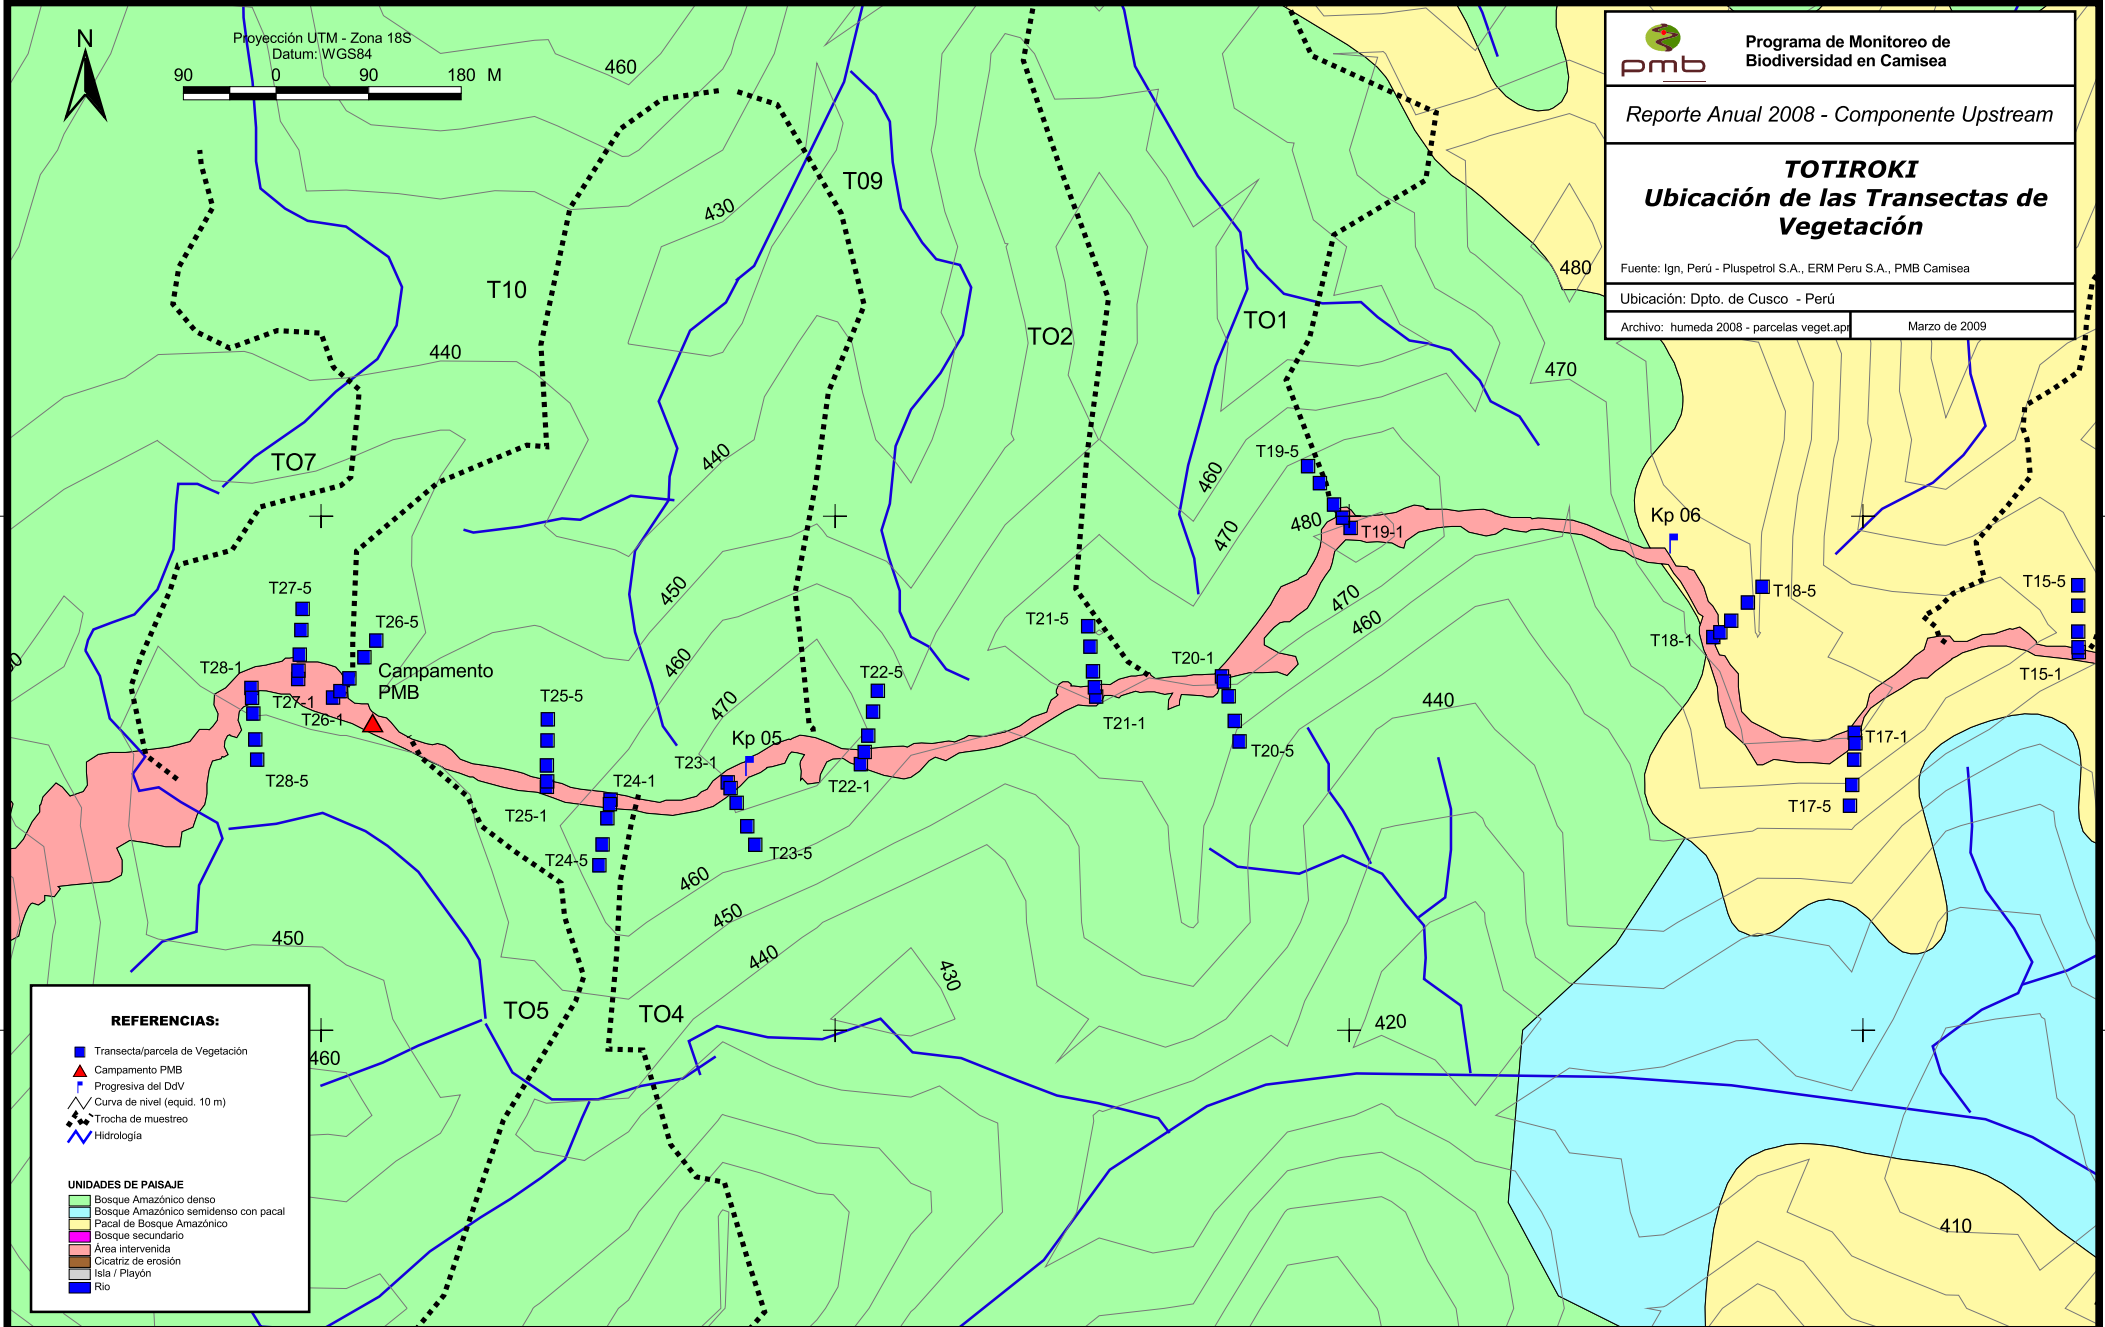 N
Proyección UTM - Zona 18S
Datum: WGS84
90 0 90 180 M
pmb
Programa de Monitoreo de
Biodiversidad en Camisea
Reporte Anual 2008 - Componente Upstream
TOTIROKI
Ubicación de las Transectas de
Vegetación
Fuente: Ign, Perú - Pluspetrol S.A., ERM Peru S.A., PMB Camisea
Ubicación: Dpto. de Cusco - Perú
Archivo: humeda 2008 - parcelas veget.apr
Marzo de 2009
460
T09
430
T10
480
TO1
TO2
440
470
TO7
440
T19-5
460
480
T19-1
470
Kp 06
450
T27-5
T18-5
T15-5
470
460
T26-5
T21-5
T18-1
T28-1
Campamento
PMB
460
T22-5
T20-1
T15-1
T27-1
T26-1
T25-5
470
T21-1
440
Kp 05
T17-1
T20-5
T23-1
T28-5
T24-1
T22-1
T25-1
T17-5
T24-5
T23-5
460
450
450
440
430
TO5
TO4
420
460
410
REFERENCIAS:
Transecta/parcela de Vegetación
Campamento PMB
Progresiva del DdV
Curva de nivel (equid. 10 m)
Trocha de muestreo
Hidrología
UNIDADES DE PAISAJE
Bosque Amazónico denso
Bosque Amazónico semidenso con pacal
Pacal de Bosque Amazónico
Bosque secundario
Área intervenida
Cicatriz de erosión
Isla / Playón
Rio